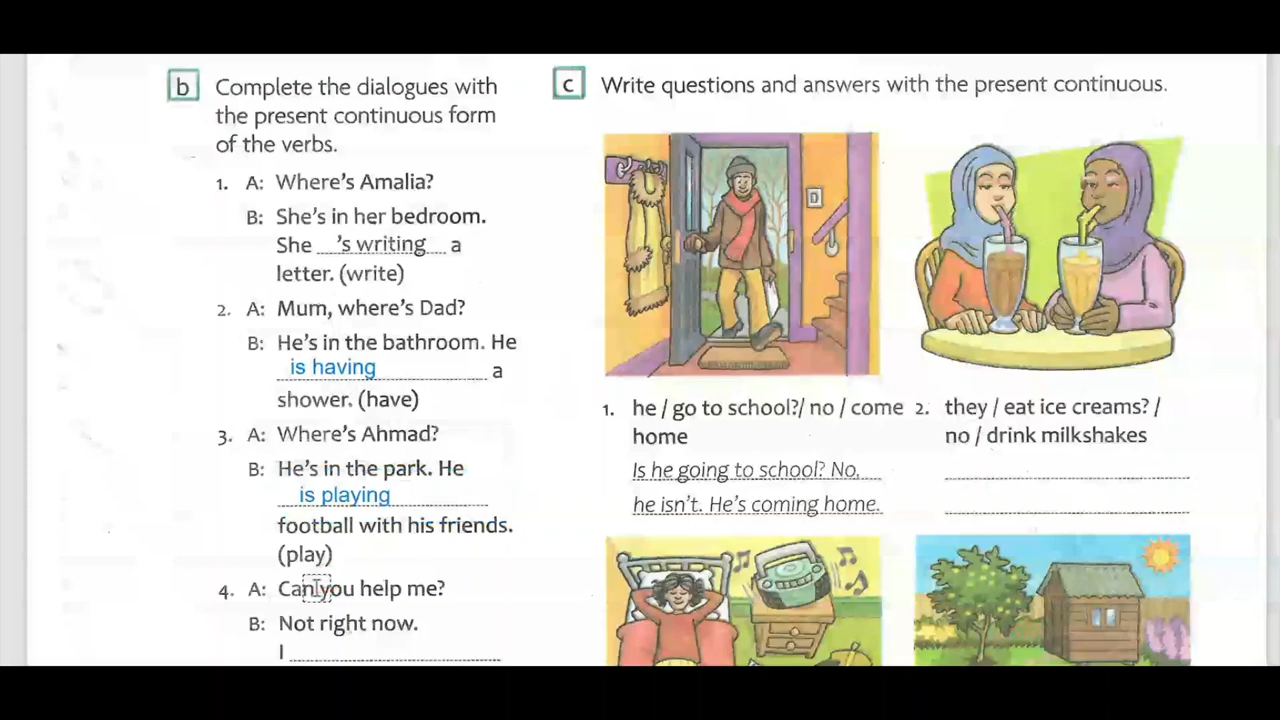 b Complete the dialogues with
the present continuous form
of the verbs.
1. A: Where's Amalia?
B: She's in her bedroom.
She 's writing a
letter. (write)
2. A: Mum, where's Dad?
B: He's in the bathroom. He
is having a
shower. (have)
3. A: Where's Ahmad?
B: He's in the park. He
is playing
football with his friends.
(play)
4. A: Can you help me?
B: Not right now.
I
c Write questions and answers with the present continuous.
1. he / go to school?/ no / come
home
Is he going to school? No,
he isn't. He's coming home.
2. they / eat ice creams? /
no / drink milkshakes